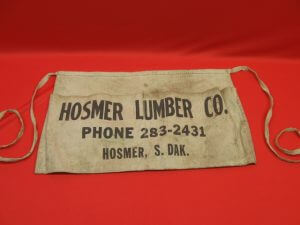 HOSMER LUMBER CO.
PHONE 283-2431
HOSMER, S. DAK.